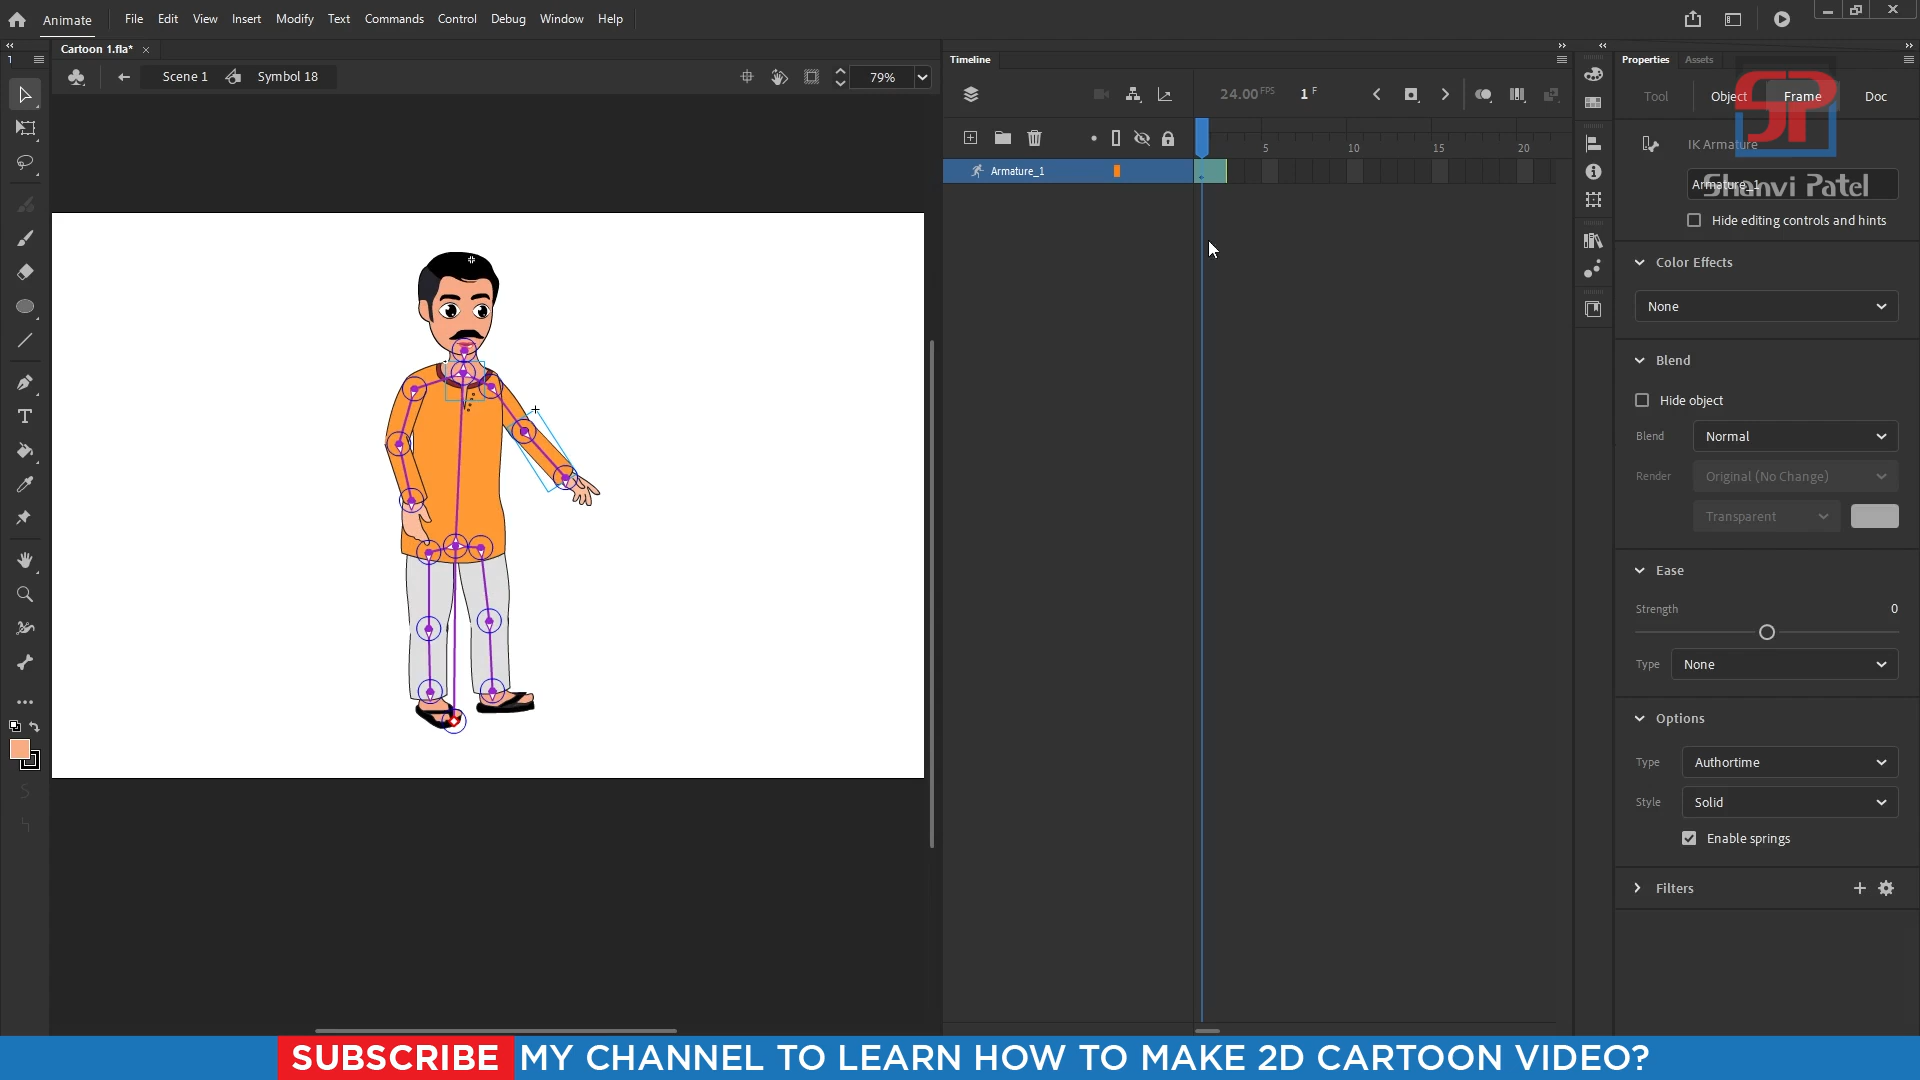 Animate File Edit View Insert Modify Text Commands Control Debug Window Help
Cartoon 1.fla* ×
Scene 1 Symbol 18 79%
Timeline
24.00 FPS 1 F
5 10 15 20
Armature_1
Properties Assets
Tool Object Frame Doc
SP
IK Armature
Armature_1
Shanvi Patel
Hide editing controls and hints
Color Effects
None
Blend
Hide object
Blend Normal
Render Original (No Change)
Transparent
Ease
Strength 0
Type None
Options
Type Authortime
Style Solid
Enable springs
Filters
SUBSCRIBE MY CHANNEL TO LEARN HOW TO MAKE 2D CARTOON VIDEO?